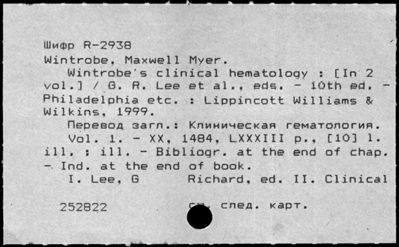 Шифр R-2938
Wintrobe, Maxwell Myer.
Wintrobe's clinical hematology : [In 2
vol.] / G. R. Lee et al., eds. - 10th ed. -
Philadelphia etc. : Lippincott Williams &
Wilkins, 1999.
Перевод загл.: Клиническая гематология.
Vol. 1. - XX, 1484, LXXXIII p., [10] l.
ill. : ill. - Bibliogr. at the end of chap.
- Ind. at the end of book.
I. Lee, G Richard, ed. II. Clinical
252822 см. след. карт.